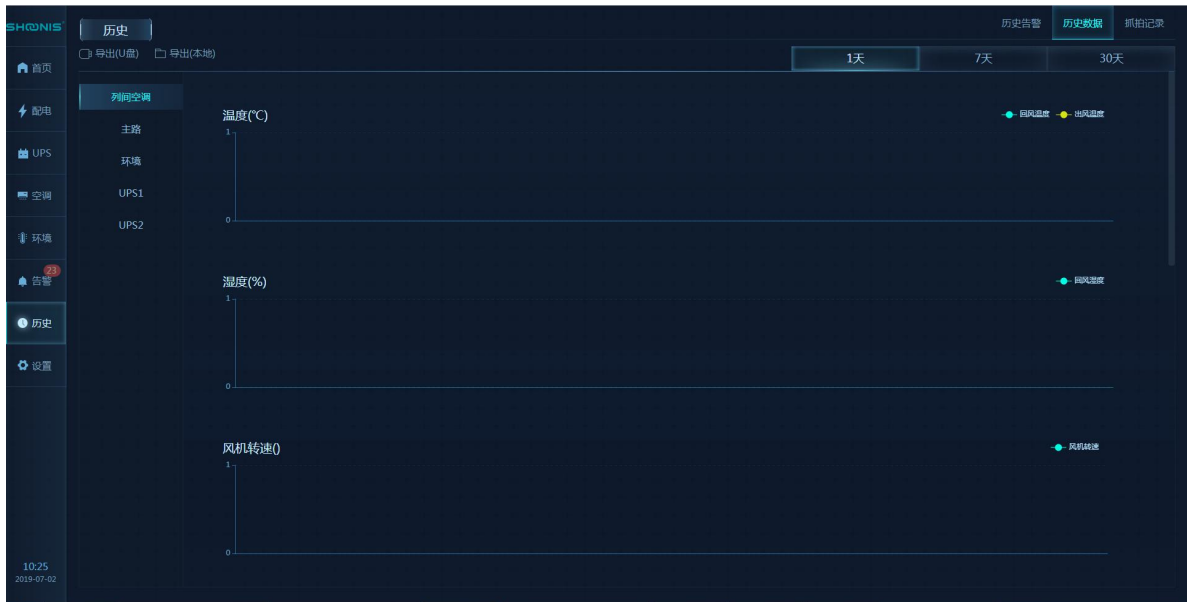 SHOONIS
历史
历史告警 历史数据 抓拍记录
导出(U盘) 导出(本地)
1天 7天 30天
首页
配电
UPS
空调
环境
23
告警
历史
设置
10:25
2019-07-02
列间空调
主路
环境
UPS1
UPS2
温度(℃)
回风温度 出风温度
1
0
湿度(%)
回风湿度
1
0
风机转速()
风机转速
1
0